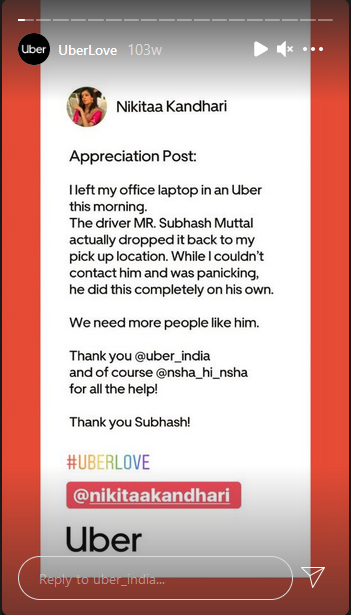 Uber UberLove 103w
Nikitaa Kandhari
Appreciation Post:
I left my office laptop in an Uber
this morning.
The driver MR. Subhash Muttal
actually dropped it back to my
pick up location. While I couldn't
contact him and was panicking,
he did this completely on his own.
We need more people like him.
Thank you @uber_india
and of course @nsha_hi_nsha
for all the help!
Thank you Subhash!
#UBERLOVE
@nikitaakandhari
Uber
Reply to uber_india...